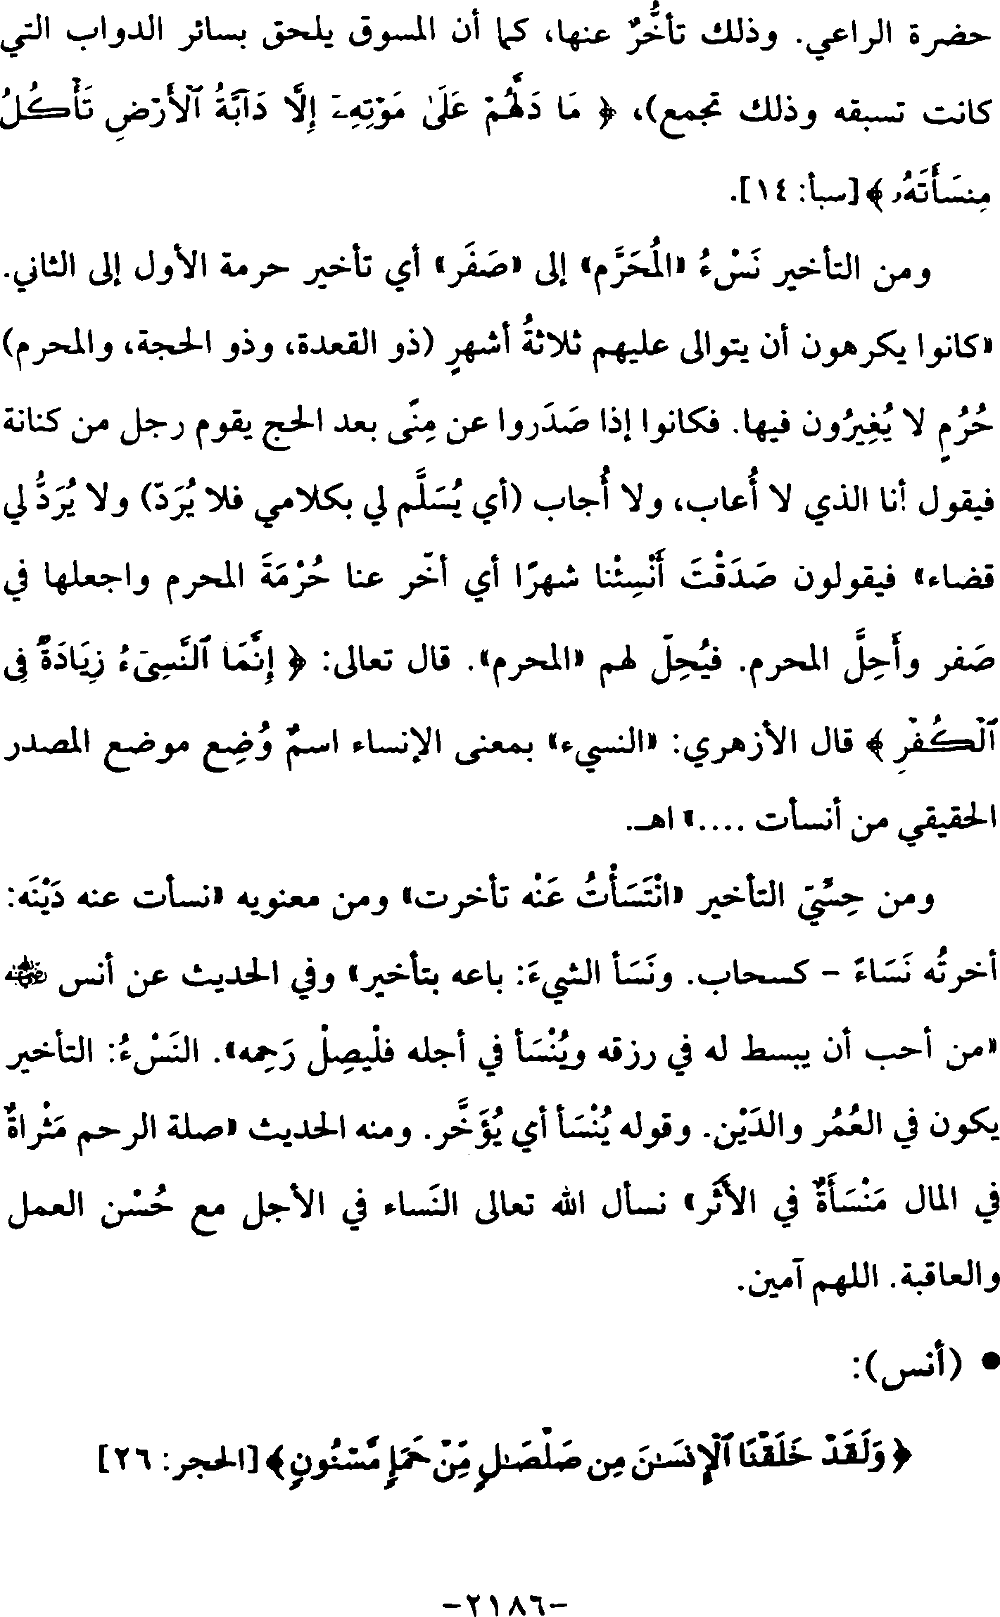 حضرة الراعي. وذلك تأخُّرٌ عنها، كما أن المسوق يلحق بسائر الدواب التي
كانت تسبقه وذلك تجمع)، ﴿ مَا دَلَّهُمْ عَلَىٰ مَوْتِهِۦٓ إِلَّا دَآبَّةُ ٱلْأَرْضِ تَأْكُلُ
مِنسَأَتَهُۥ ﴾ [سبأ: ١٤].
ومن التأخير نَسْءُ «المُحَرَّم» إلى «صَفَر» أي تأخير حرمة الأول إلى الثاني.
«كانوا يكرهون أن يتوالى عليهم ثلاثةُ أشهرٍ (ذو القعدة، وذو الحجة، والمحرم)
حُرُمٍ لا يُغِيرُون فيها. فكانوا إذا صَدَروا عن مِنًى بعد الحج يقوم رجل من كنانة
فيقول أنا الذي لا أُعاب، ولا أُجاب (أي يُسَلَّم لي بكلامي فلا يُرَدّ) ولا يُرَدُّ لي
قضاء» فيقولون صَدَقْتَ أَنْسِئْنا شهرًا أي أخّر عنا حُرْمَةَ المحرم واجعلها في
صَفر وأَحِلَّ المحرم. فيُحِلّ لهم «المحرم». قال تعالى: ﴿ إِنَّمَا ٱلنَّسِىٓءُ زِيَادَةٌ فِى
ٱلْكُفْرِ ﴾ قال الأزهري: «النسيء» بمعنى الإنساء اسمٌ وُضِع موضع المصدر
الحقيقي من أنسأت ....» اهـ.
ومن حِسِّيّ التأخير «انْتَسَأْتُ عَنْه تأخرت» ومن معنويه «نسأت عنه دَيْنَه:
أخرتُه نَسَاءً - كسحاب. ونَسَأ الشيءَ: باعه بتأخير» وفي الحديث عن أنس رضي الله عنه
«من أحب أن يبسط له في رزقه ويُنْسَأ في أجله فلْيصِلْ رَحِمه». النَسْءُ: التأخير
يكون في العُمُر والدَيْن. وقوله يُنْسَأ أي يُؤَخَّر. ومنه الحديث «صلة الرحم مَثْراةٌ
في المال مَنْسَأَةٌ في الأَثَر» نسأل الله تعالى النَساء في الأجل مع حُسْن العمل
والعاقبة. اللهم آمين.
• (أنس):
﴿ وَلَقَدْ خَلَقْنَا ٱلْإِنسَـٰنَ مِن صَلْصَـٰلٍ مِّنْ حَمَإٍ مَّسْنُونٍ ﴾ [الحجر: ٢٦]
-٢١٨٦-